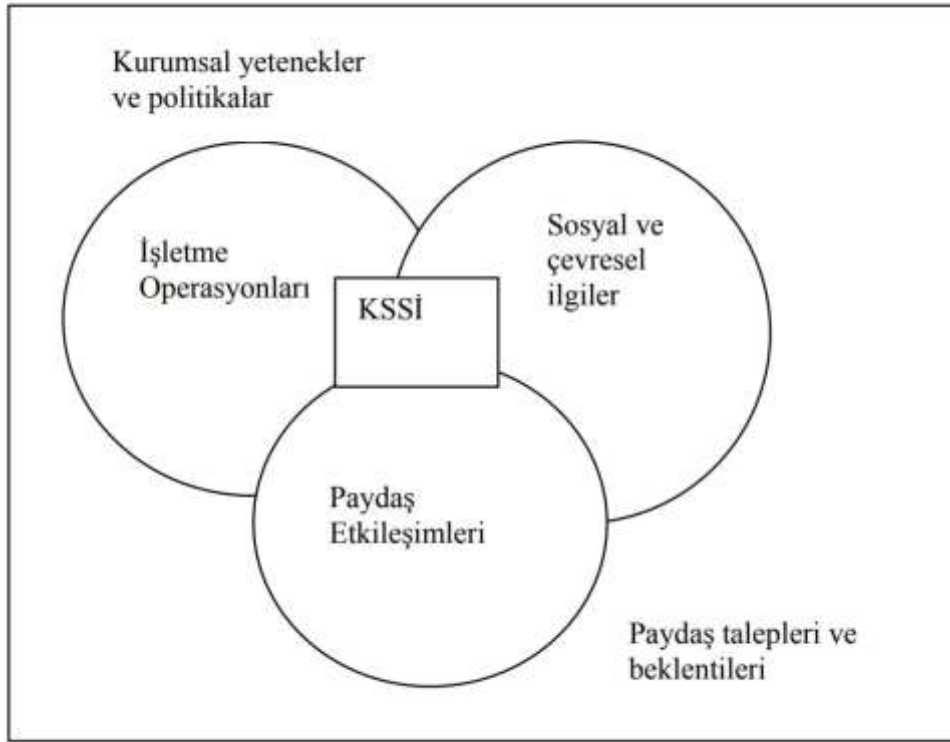 Kurumsal yetenekler
ve politikalar
İşletme
Operasyonları
Sosyal ve
çevresel
ilgiler
KSSİ
Paydaş
Etkileşimleri
Paydaş talepleri ve
beklentileri